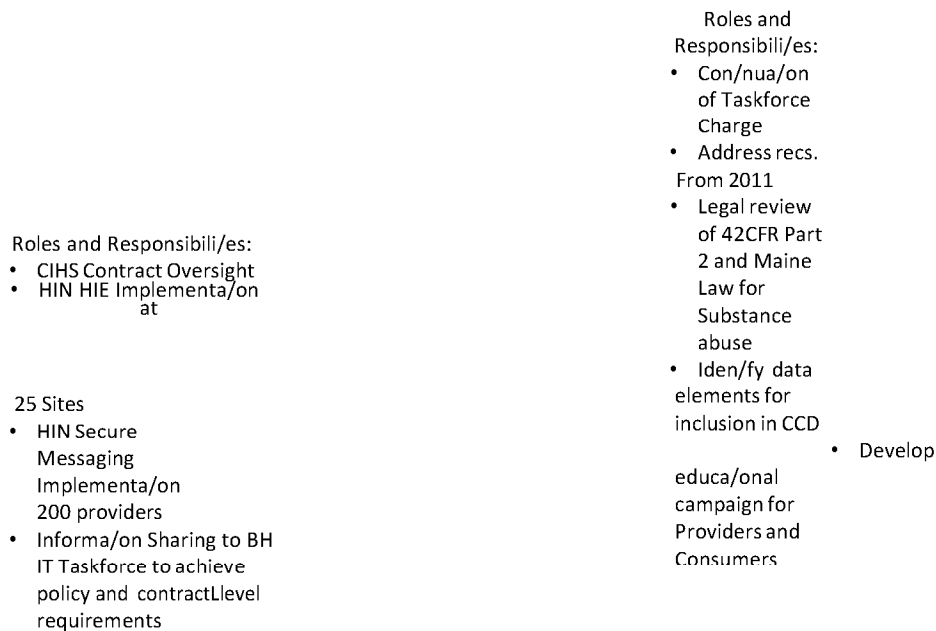 Roles and Responsibili/es:
• CIHS Contract Oversight
• HIN HIE Implementa/on
at
25 Sites
• HIN Secure
Messaging
Implementa/on
200 providers
• Informa/on Sharing to BH
IT Taskforce to achieve
policy and contractLlevel
requirements
Roles and
Responsibili/es:
• Con/nua/on
of Taskforce
Charge
• Address recs.
From 2011
• Legal review
of 42CFR Part
2 and Maine
Law for
Substance
abuse
• Iden/fy data
elements for
inclusion in CCD
• Develop
educa/onal
campaign for
Providers and
Consumers